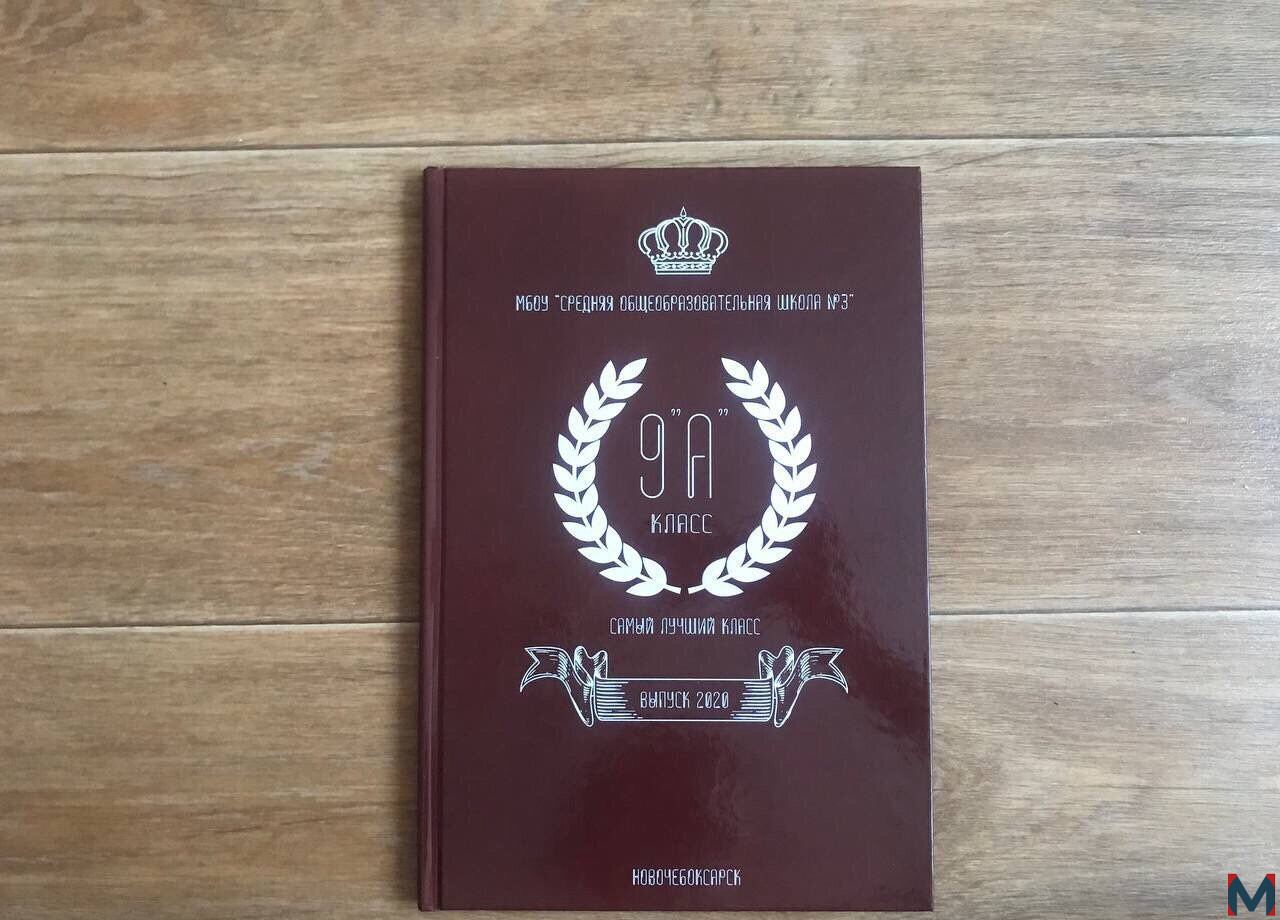 МБОУ "СРЕДНЯЯ ОБЩЕОБРАЗОВАТЕЛЬНАЯ ШКОЛА №3"
9"А"
КЛАСС
САМЫЙ ЛУЧШИЙ КЛАСС
ВЫПУСК 2020
НОВОЧЕБОКСАРСК
M